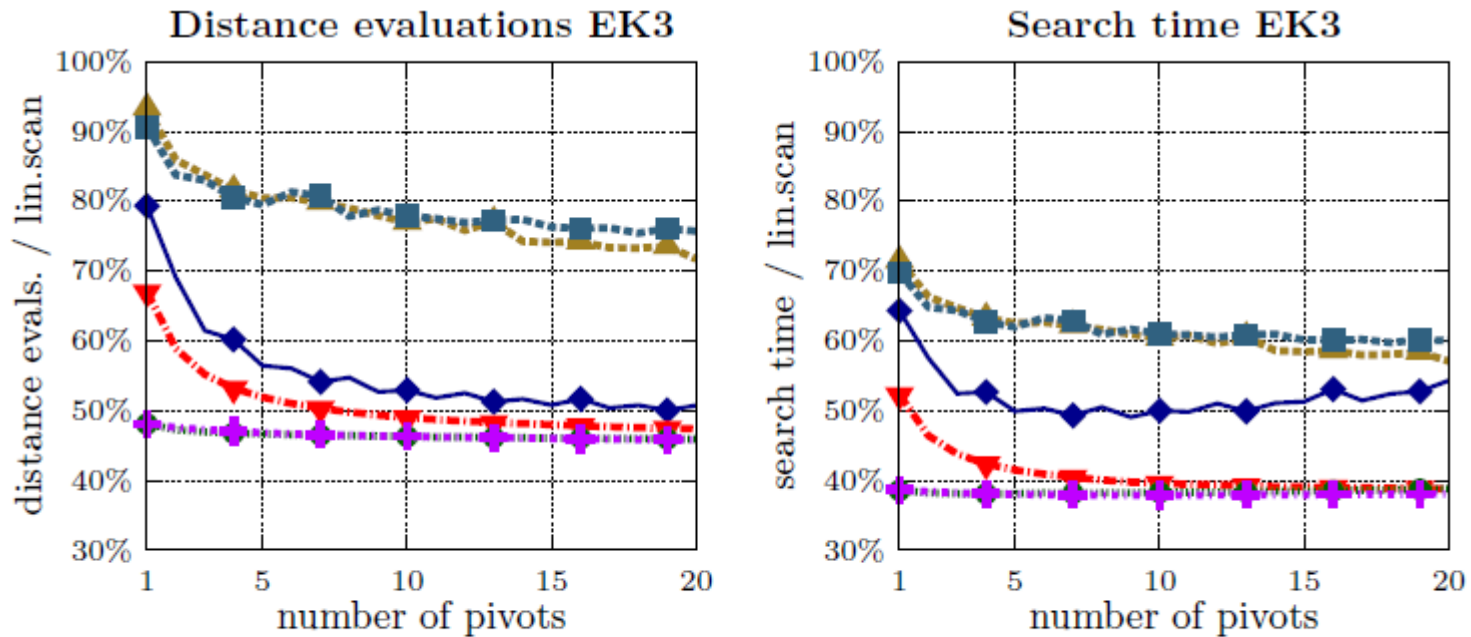 Distance evaluations EK3
distance evals. / lin.scan
100%
90%
80%
70%
60%
50%
40%
30%
1 5 10 15 20
number of pivots
Search time EK3
search time / lin.scan
100%
90%
80%
70%
60%
50%
40%
30%
1 5 10 15 20
number of pivots